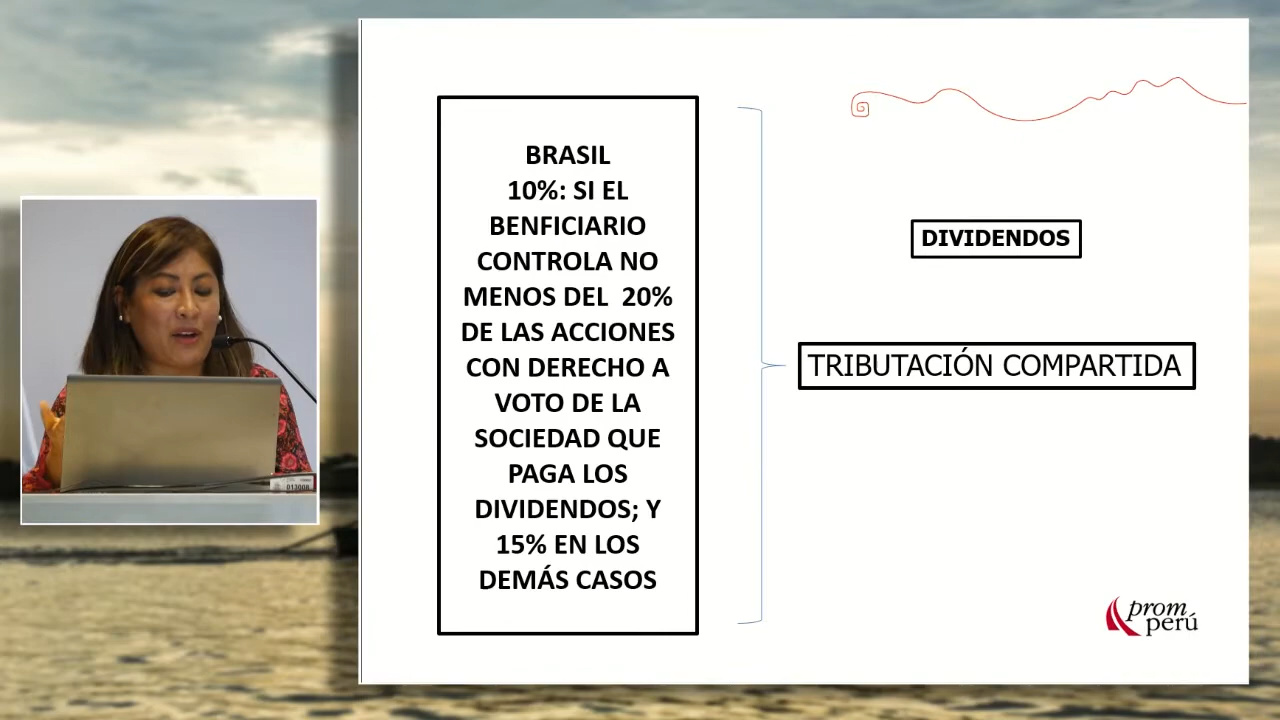 BRASIL
10%: SI EL
BENFICIARIO
CONTROLA NO
MENOS DEL 20%
DE LAS ACCIONES
CON DERECHO A
VOTO DE LA
SOCIEDAD QUE
PAGA LOS
DIVIDENDOS; Y
15% EN LOS
DEMÁS CASOS
DIVIDENDOS
TRIBUTACIÓN COMPARTIDA
prom
perú